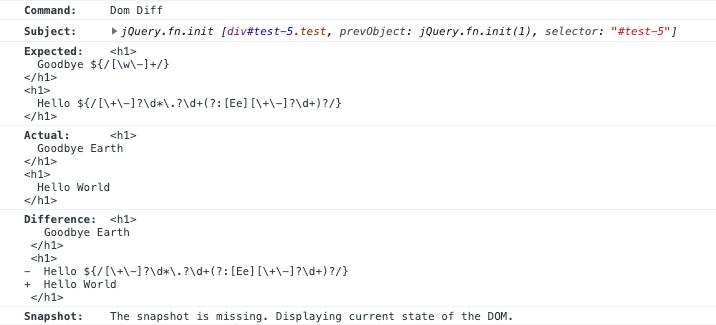 Command: Dom Diff
Subject: ▶ jQuery.fn.init [div#test-5.test, prevObject: jQuery.fn.init(1), selector: "#test-5"]
Expected: <h1>
  Goodbye ${/[\w\-]+/}
</h1>
<h1>
  Hello ${/[\+\-]?\d*\.?\d+(?:[Ee][\+\-]?\d+)?/}
</h1>
Actual: <h1>
  Goodbye Earth
</h1>
<h1>
  Hello World
</h1>
Difference: <h1>
   Goodbye Earth
 </h1>
 <h1>
-  Hello ${/[\+\-]?\d*\.?\d+(?:[Ee][\+\-]?\d+)?/}
+  Hello World
 </h1>
Snapshot: The snapshot is missing. Displaying current state of the DOM.